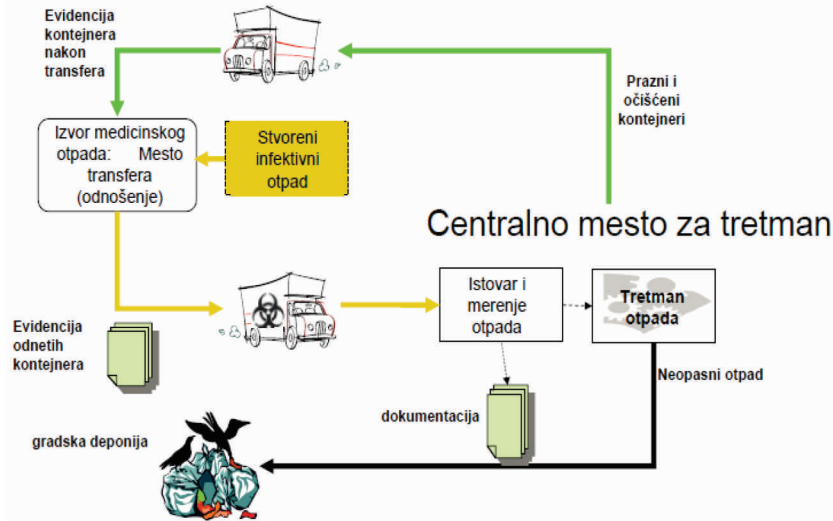 Evidencija
kontejnera
nakon
transfera
Prazni i
očišćeni
kontejneri
Izvor medicinskog
otpada: Mesto
transfera
(odnošenje)
Stvoreni
infektivni
otpad
Centralno mesto za tretman
Istovar i
merenje
otpada
Tretman
otpada
Evidencija
odnetih
kontejnera
Neopasni otpad
dokumentacija
gradska deponija